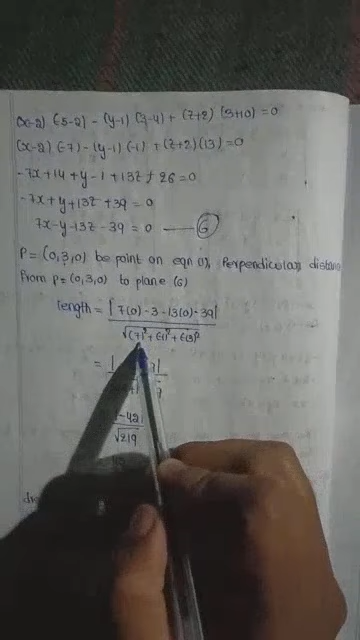 (x-2) (-5-2) - (y-1) (3-4) + (z+2) (3+10) = 0
(x-2) (-7) - (y-1) (-1) + (z+2) (13) = 0
-7x + 14 + y - 1 + 13z + 26 = 0
-7x + y + 13z + 39 = 0
7x - y - 13z - 39 = 0 — (6)
P = (0,3,0) be point on eqn (1), Perpendicular distance
from P = (0,3,0) to plane (6)
length = |7(0) - 3 - 13(0) - 39|
√(7)² + (-1)² + (-13)²
=
-42|
√219